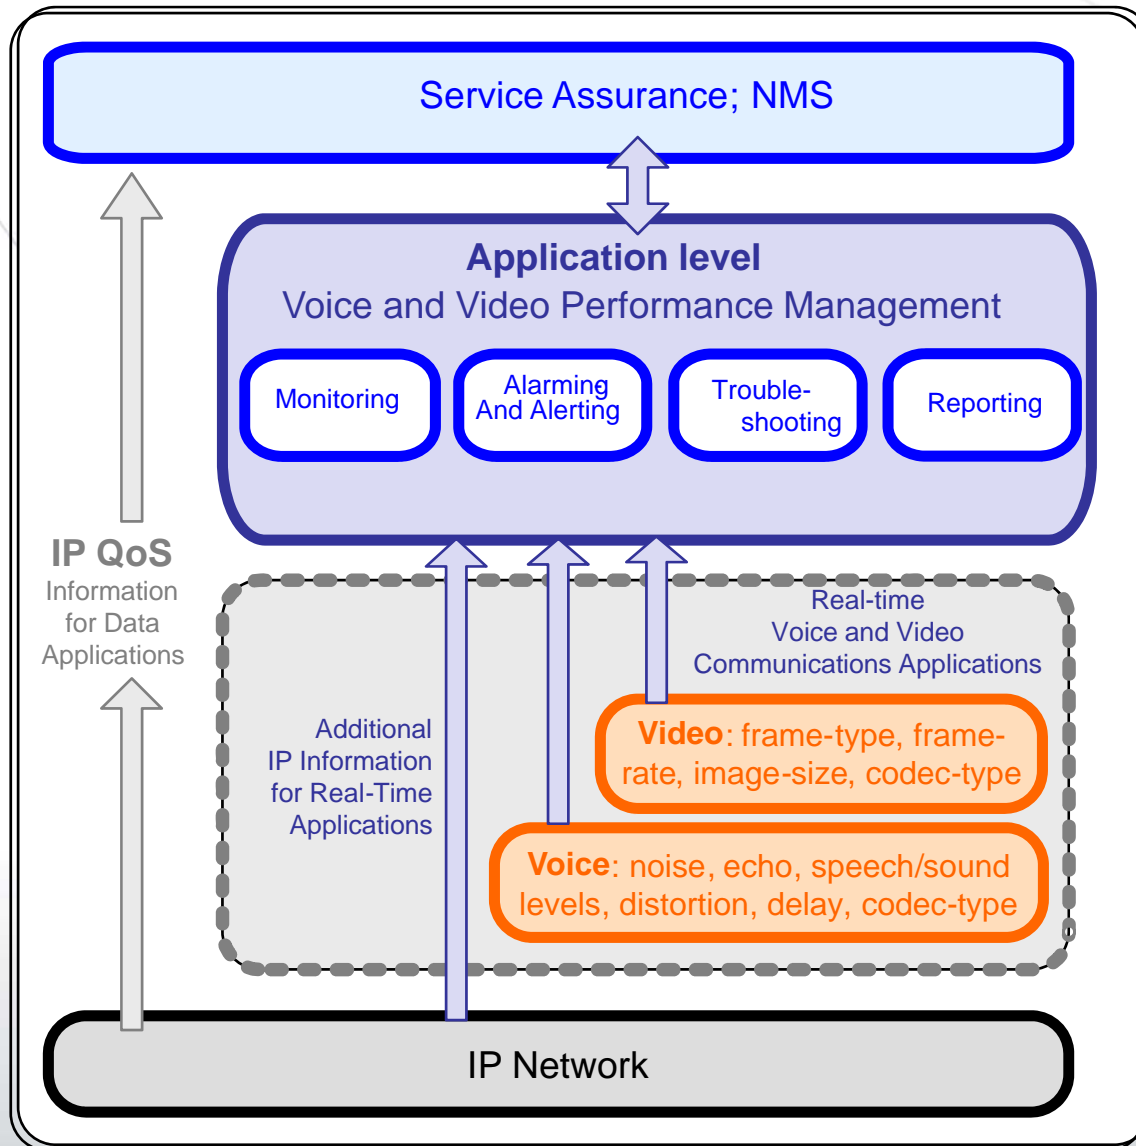 Service Assurance; NMS
Application level
Voice and Video Performance Management
Monitoring
Alarming
And Alerting
Trouble-
shooting
Reporting
IP QoS
Information
for Data
Applications
Real-time
Voice and Video
Communications Applications
Additional
IP Information
for Real-Time
Applications
Video: frame-type, frame-
rate, image-size, codec-type
Voice: noise, echo, speech/sound
levels, distortion, delay, codec-type
IP Network